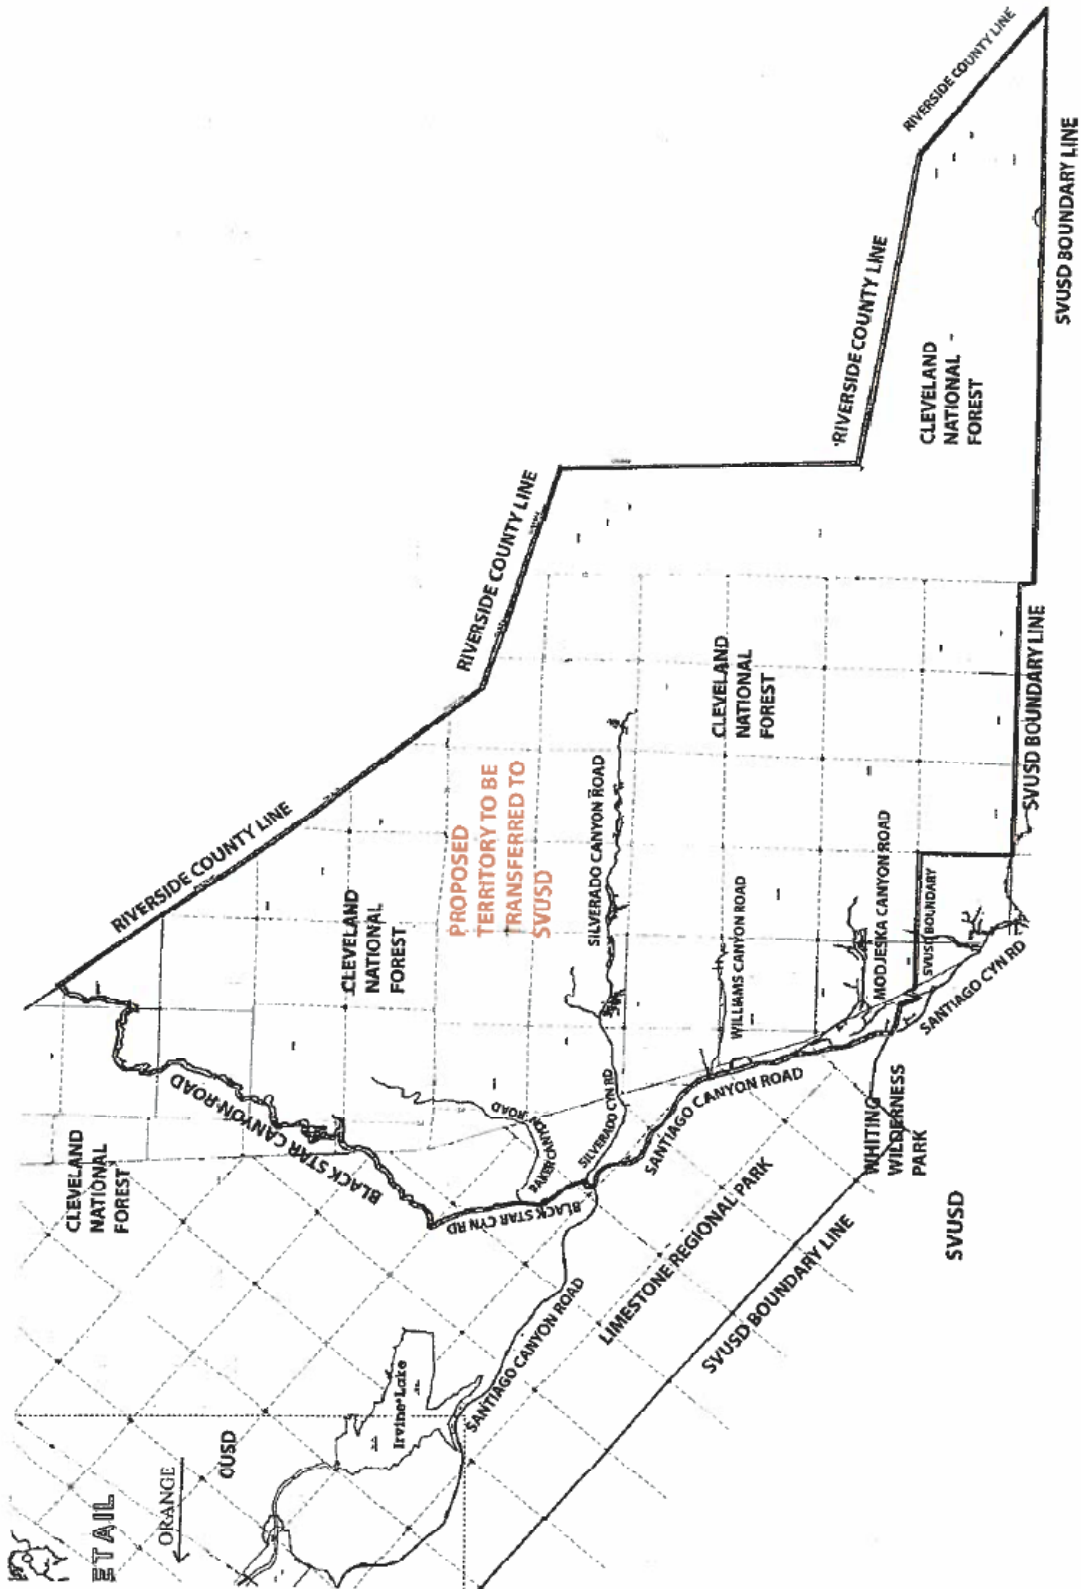 RIVERSIDE COUNTY LINE
RIVERSIDE COUNTY LINE
RIVERSIDE COUNTY LINE
RIVERSIDE COUNTY LINE
CLEVELAND
NATIONAL
FOREST
BLACK STAR CANYON ROAD
CLEVELAND
NATIONAL
FOREST
PROPOSED
TERRITORY TO BE
TRANSFERRED TO
SVUSD
CLEVELAND
NATIONAL
FOREST
CLEVELAND
NATIONAL
FOREST
BAKER CANYON ROAD
BLACK STAR CYN RD
SILVERADO CYN RD
SILVERADO CANYON ROAD
WILLIAMS CANYON ROAD
MODJESKA CANYON ROAD
SVUSD BOUNDARY
SANTIAGO CYN RD
SANTIAGO CANYON ROAD
SANTIAGO CANYON ROAD
LIMESTONE REGIONAL PARK
WHITING
WILDERNESS
PARK
SVUSD BOUNDARY LINE
SVUSD BOUNDARY LINE
SVUSD BOUNDARY LINE
SVUSD
Irvine Lake
OUSD
ORANGE
ETAIL